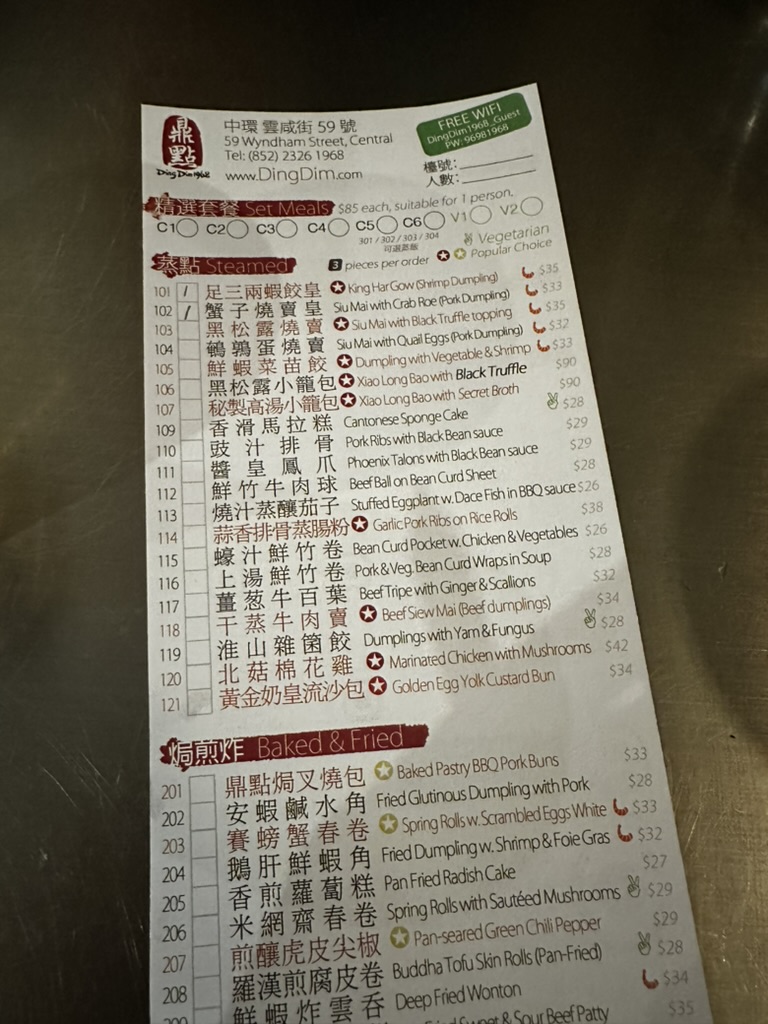 鼎點
Ding Dim 1968
中環 雲咸街 59 號
59 Wyndham Street, Central
Tel: (852) 2326 1968
www.DingDim.com
FREE WIFI
DingDim1968_Guest
PW: 96981968
檯號:
人數:
精選套餐 Set Meals $85 each, suitable for 1 person,
C1 C2 C3 C4 C5 C6 V1 V2
301 / 302 / 303 / 304
可選蒸飯
Vegetarian
蒸點 Steamed 3 pieces per order Popular Choice
101 / 足三兩蝦餃皇 King Har Gow (Shrimp Dumpling) $35
102 / 蟹子燒賣皇 Siu Mai with Crab Roe (Pork Dumpling) $33
103 黑松露燒賣 Siu Mai with Black Truffle topping $35
104 鵪鶉蛋燒賣 Siu Mai with Quail Eggs (Pork Dumpling) $32
105 鮮蝦菜苗餃 Dumpling with Vegetable & Shrimp $33
106 黑松露小籠包 Xiao Long Bao with Black Truffle $90
107 秘製高湯小籠包 Xiao Long Bao with Secret Broth $90
109 香滑馬拉糕 Cantonese Sponge Cake $28
110 豉汁排骨 Pork Ribs with Black Bean sauce $29
111 醬皇鳳爪 Phoenix Talons with Black Bean sauce $29
112 鮮竹牛肉球 Beef Ball on Bean Curd Sheet $28
113 燒汁蒸釀茄子 Stuffed Eggplant w. Dace Fish in BBQ sauce $26
114 蒜香排骨蒸腸粉 Garlic Pork Ribs on Rice Rolls $38
115 蠔汁鮮竹卷 Bean Curd Pocket w. Chicken & Vegetables $26
116 上湯鮮竹卷 Pork & Veg. Bean Curd Wraps in Soup $28
117 薑葱牛百葉 Beef Tripe with Ginger & Scallions $32
118 干蒸牛肉賣 Beef Siew Mai (Beef dumplings) $34
119 淮山雜菌餃 Dumplings with Yam & Fungus $28
120 北菇棉花雞 Marinated Chicken with Mushrooms $42
121 黃金奶皇流沙包 Golden Egg Yolk Custard Bun $34
焗煎炸 Baked & Fried
201 鼎點焗叉燒包 Baked Pastry BBQ Pork Buns $33
202 安蝦鹹水角 Fried Glutinous Dumpling with Pork $28
203 賽螃蟹春卷 Spring Rolls w. Scrambled Eggs White $33
204 鵝肝鮮蝦角 Fried Dumpling w. Shrimp & Foie Gras $32
205 香煎蘿蔔糕 Pan Fried Radish Cake $27
206 米網齋春卷 Spring Rolls with Sautéed Mushrooms $29
207 煎釀虎皮尖椒 Pan-seared Green Chili Pepper $29
208 羅漢煎腐皮卷 Buddha Tofu Skin Rolls (Pan-Fried) $28
209 鮮蝦炸雲吞 Deep Fried Wonton $34
Fried Sweet & Sour Beef Patty $35